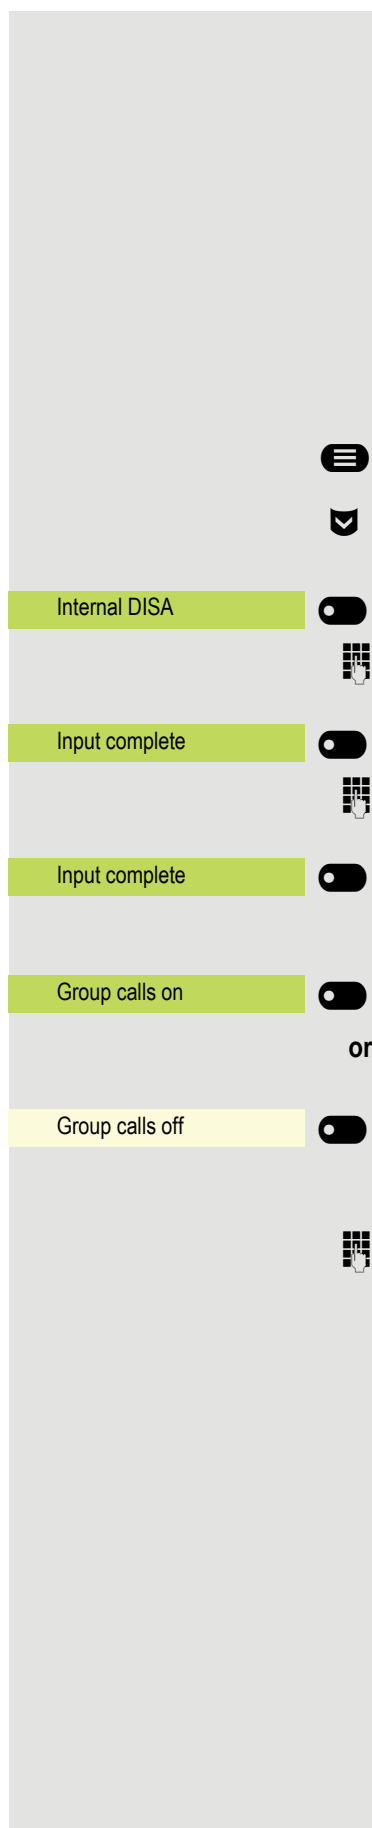 Internal DISA
Input complete
Input complete
Group calls on
or
Group calls off